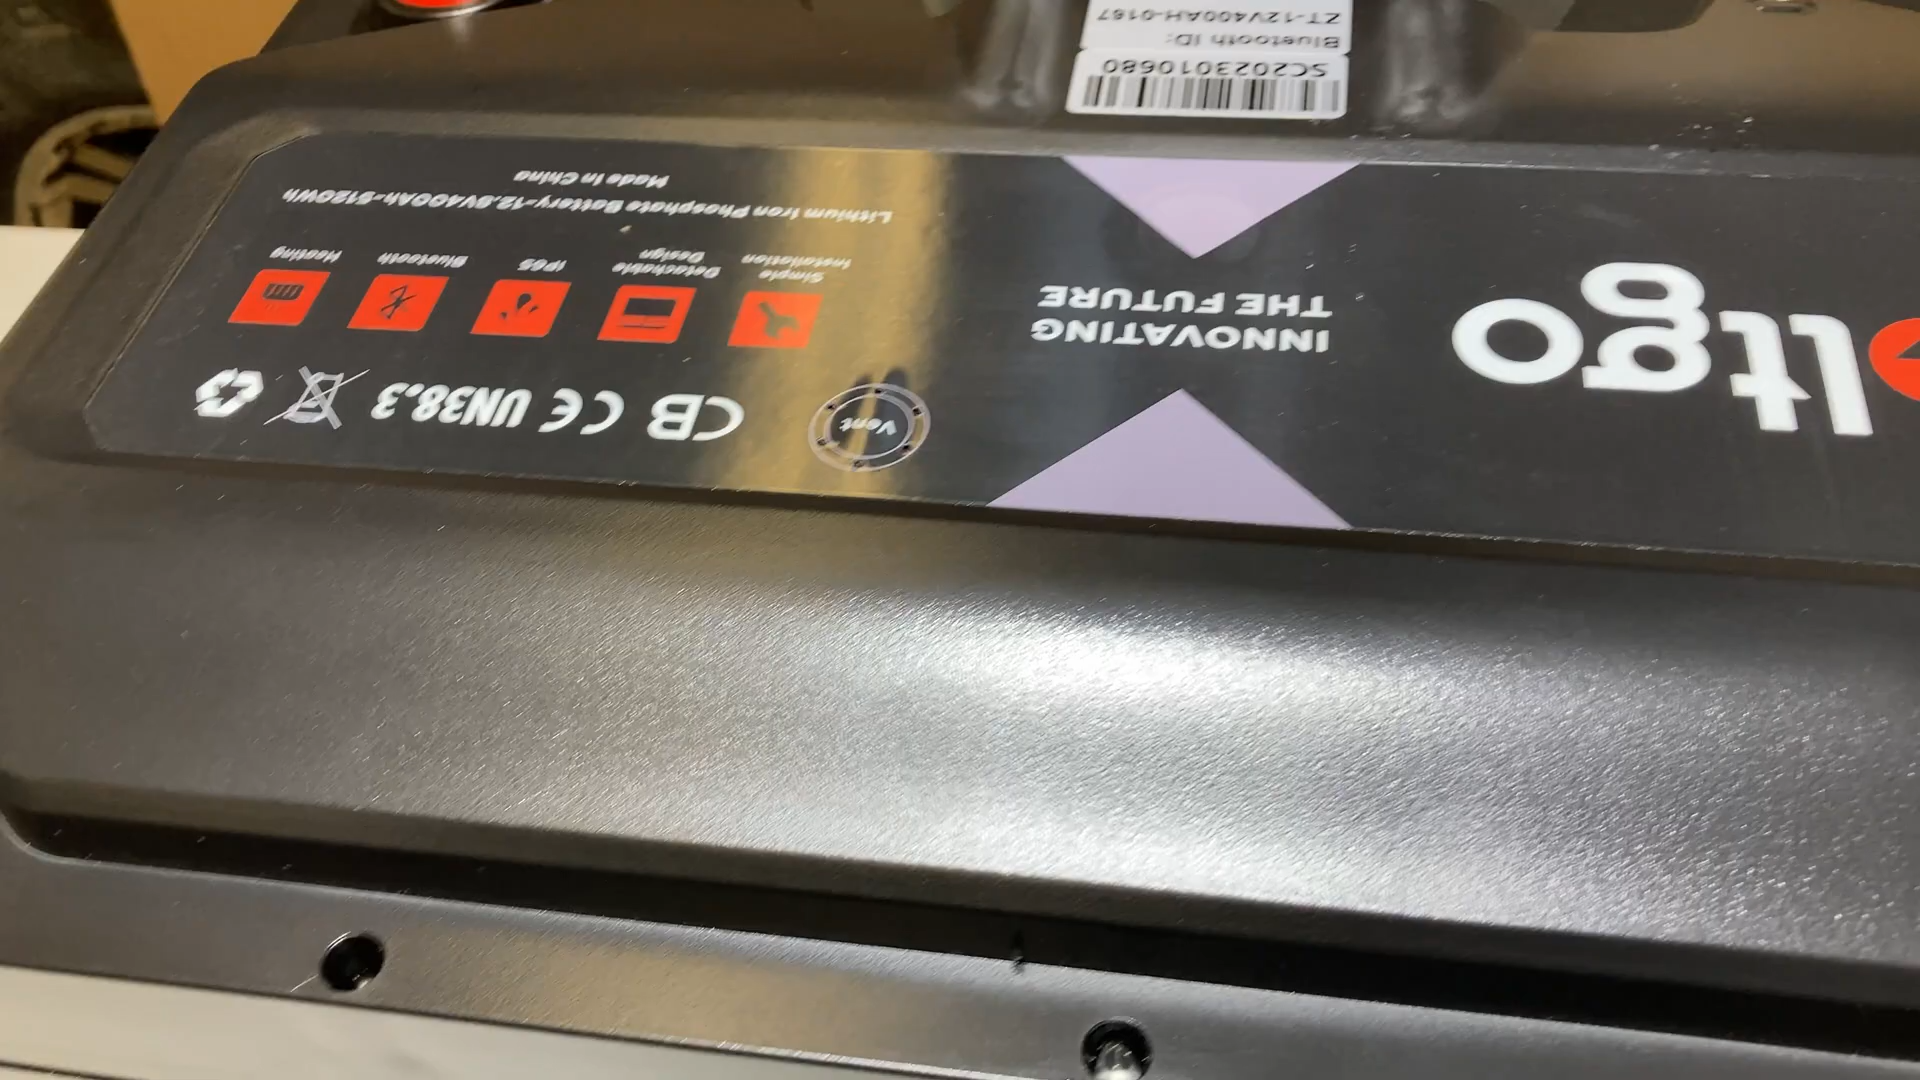 ltgo
INNOVATING
THE FUTURE
Vent
CB CE UN38.3
Simple
Installation
Detachable
Design
IP65
Bluetooth
Heating
Lithium Iron Phosphate Battery-12.8V400Ah-5120Wh
Made In China
SC2023010680
Bluetooth ID:
ZT-12V400AH-0167